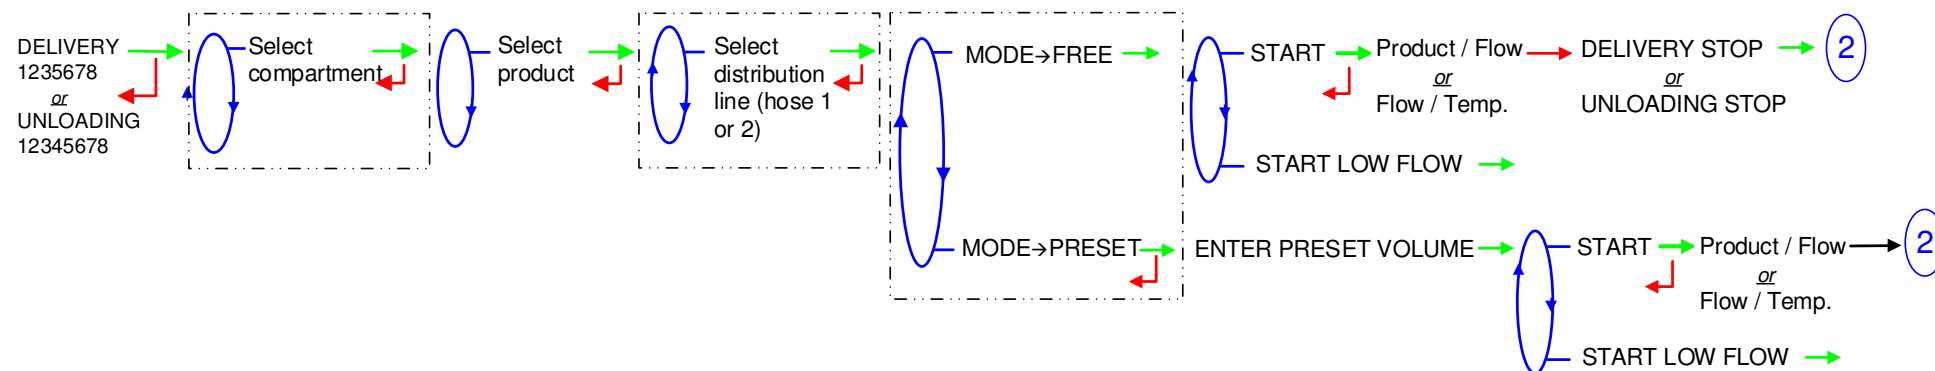 DELIVERY
1235678
or
UNLOADING
12345678
Select
compartment
Select
product
Select
distribution
line (hose 1
or 2)
MODE→FREE
START
Product / Flow
or
Flow / Temp.
DELIVERY STOP
or
UNLOADING STOP
2
START LOW FLOW
MODE→PRESET
ENTER PRESET VOLUME
START
Product / Flow
or
Flow / Temp.
2
START LOW FLOW